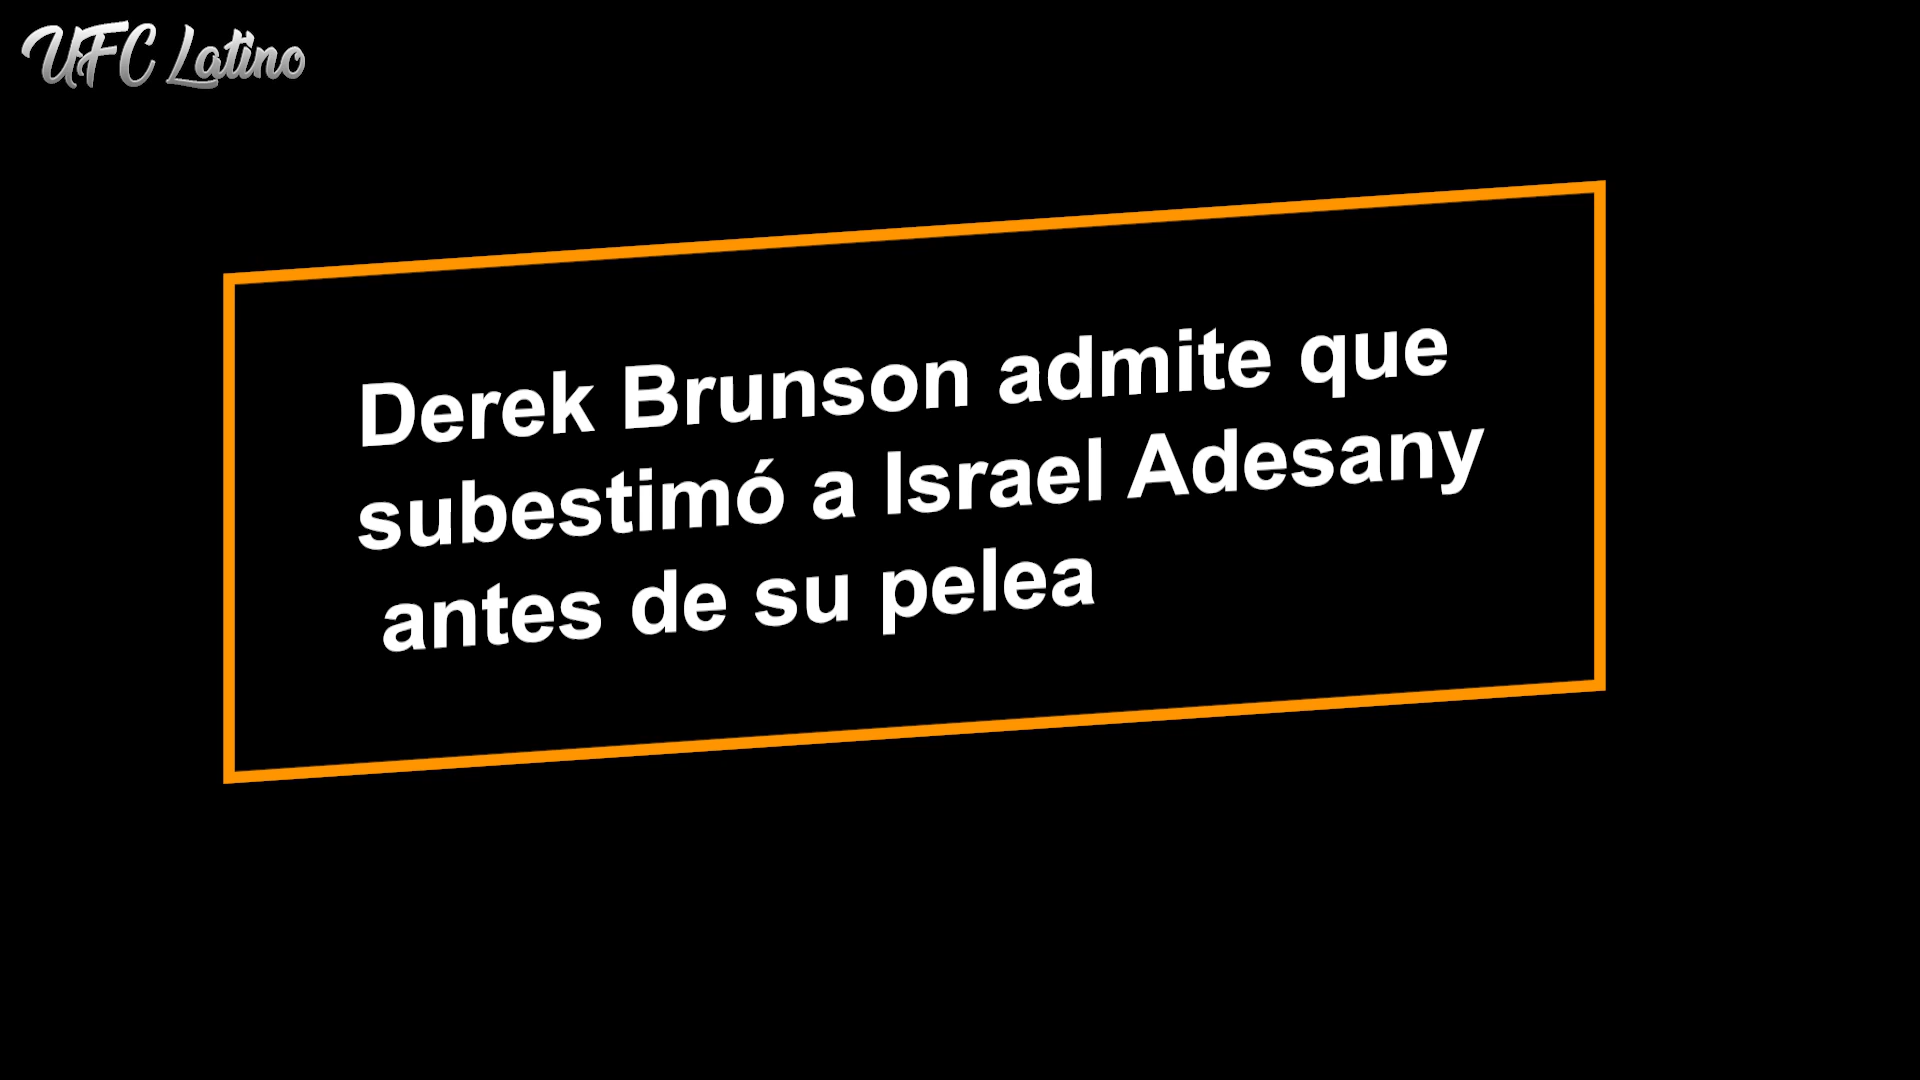 UFC Latino
Derek Brunson admite que
subestimó a Israel Adesany
antes de su pelea